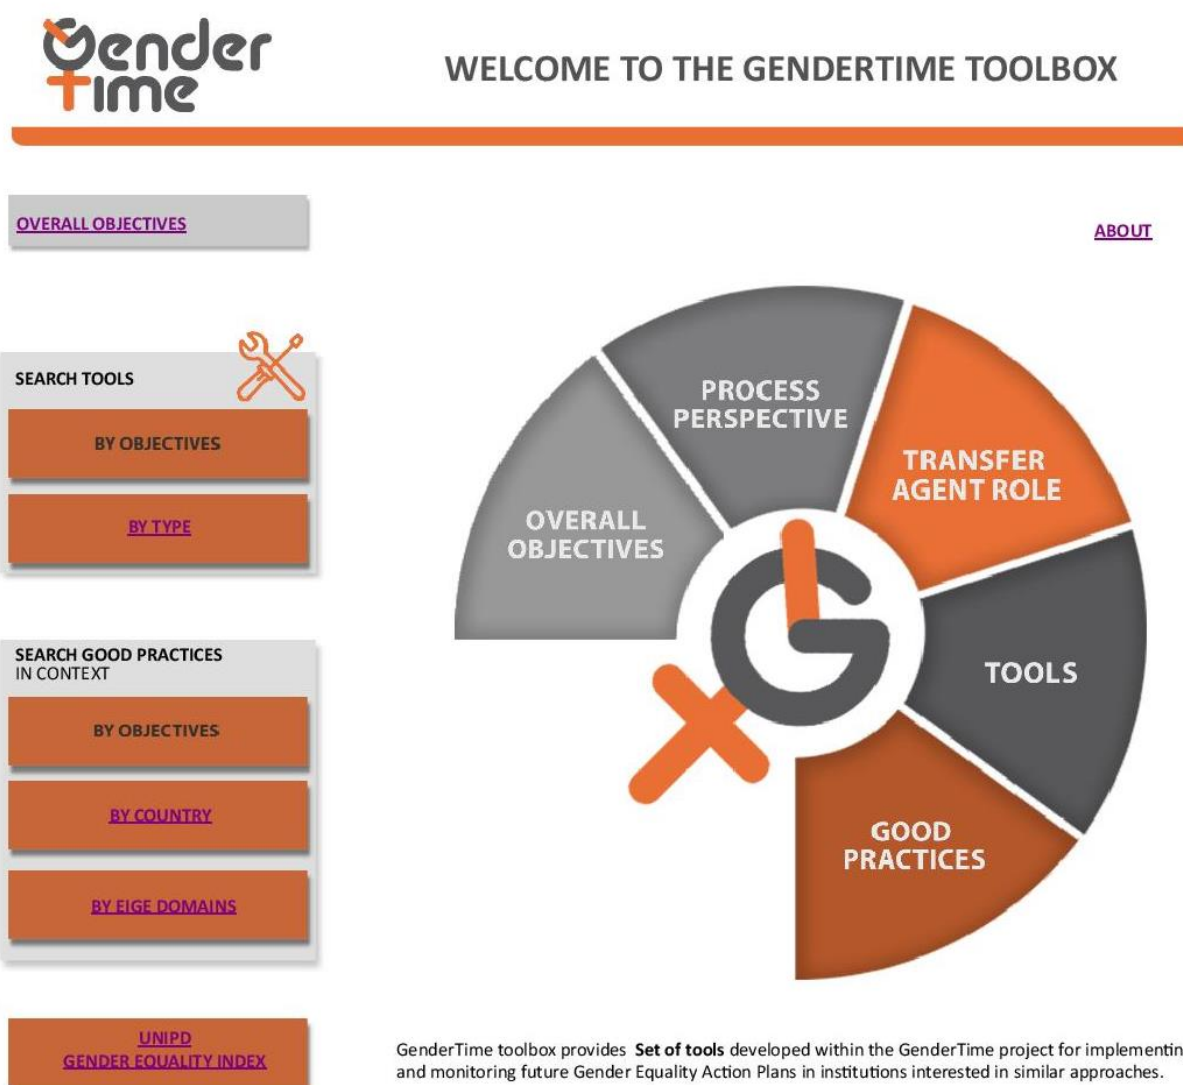 Gender
Time
WELCOME TO THE GENDERTIME TOOLBOX
OVERALL OBJECTIVES
ABOUT
SEARCH TOOLS
BY OBJECTIVES
BY TYPE
SEARCH GOOD PRACTICES
IN CONTEXT
BY OBJECTIVES
BY COUNTRY
BY EIGE DOMAINS
UNIPD
GENDER EQUALITY INDEX
OVERALL
OBJECTIVES
PROCESS
PERSPECTIVE
TRANSFER
AGENT ROLE
TOOLS
GOOD
PRACTICES
GenderTime toolbox provides Set of tools developed within the GenderTime project for implementin
and monitoring future Gender Equality Action Plans in institutions interested in similar approaches.